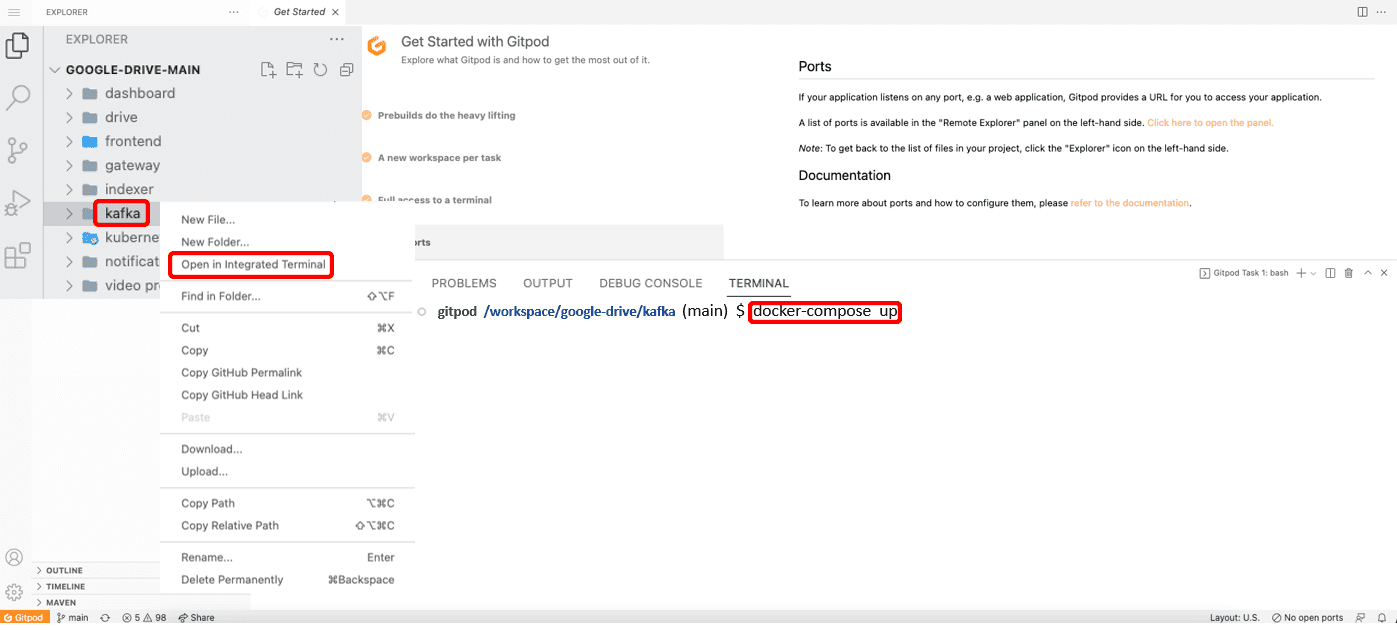 EXPLORER
Get Started
EXPLORER
GOOGLE-DRIVE-MAIN
dashboard
drive
frontend
gateway
indexer
kafka
kuberne
notificat
video pr
Get Started with Gitpod
Explore what Gitpod is and how to get the most out of it.
Prebuilds do the heavy lifting
A new workspace per task
Full access to a terminal
orts
Ports
If your application listens on any port, e.g. a web application, Gitpod provides a URL for you to access your application.
A list of ports is available in the "Remote Explorer" panel on the left-hand side. Click here to open the panel.
Note: To get back to the list of files in your project, click the "Explorer" icon on the left-hand side.
Documentation
To learn more about ports and how to configure them, please refer to the documentation.
New File...
New Folder...
Open in Integrated Terminal
Find in Folder... ⇧⌥F
Cut ⌘X
Copy ⌘C
Copy GitHub Permalink
Copy GitHub Head Link
Paste ⌘V
Download...
Upload...
Copy Path ⌥⌘C
Copy Relative Path ⇧⌥⌘C
Rename... Enter
Delete Permanently ⌘Backspace
PROBLEMS OUTPUT DEBUG CONSOLE TERMINAL
Gitpod Task 1: bash
gitpod /workspace/google-drive/kafka (main) $ docker-compose up
OUTLINE
TIMELINE
MAVEN
Gitpod main 5 98 Share
Layout: U.S. No open ports